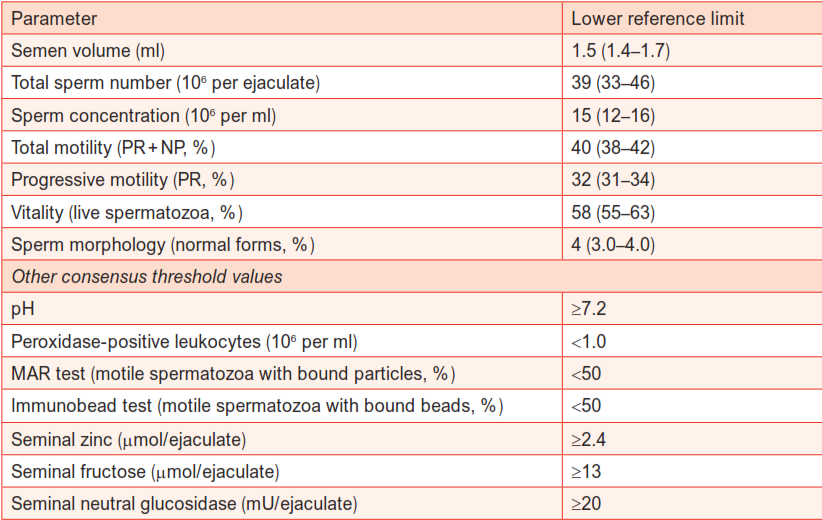 Parameter Lower reference limit
Semen volume (ml) 1.5 (1.4–1.7)
Total sperm number (10⁶ per ejaculate) 39 (33–46)
Sperm concentration (10⁶ per ml) 15 (12–16)
Total motility (PR+NP, %) 40 (38–42)
Progressive motility (PR, %) 32 (31–34)
Vitality (live spermatozoa, %) 58 (55–63)
Sperm morphology (normal forms, %) 4 (3.0–4.0)
Other consensus threshold values
pH ≥7.2
Peroxidase-positive leukocytes (10⁶ per ml) <1.0
MAR test (motile spermatozoa with bound particles, %) <50
Immunobead test (motile spermatozoa with bound beads, %) <50
Seminal zinc (μmol/ejaculate) ≥2.4
Seminal fructose (μmol/ejaculate) ≥13
Seminal neutral glucosidase (mU/ejaculate) ≥20